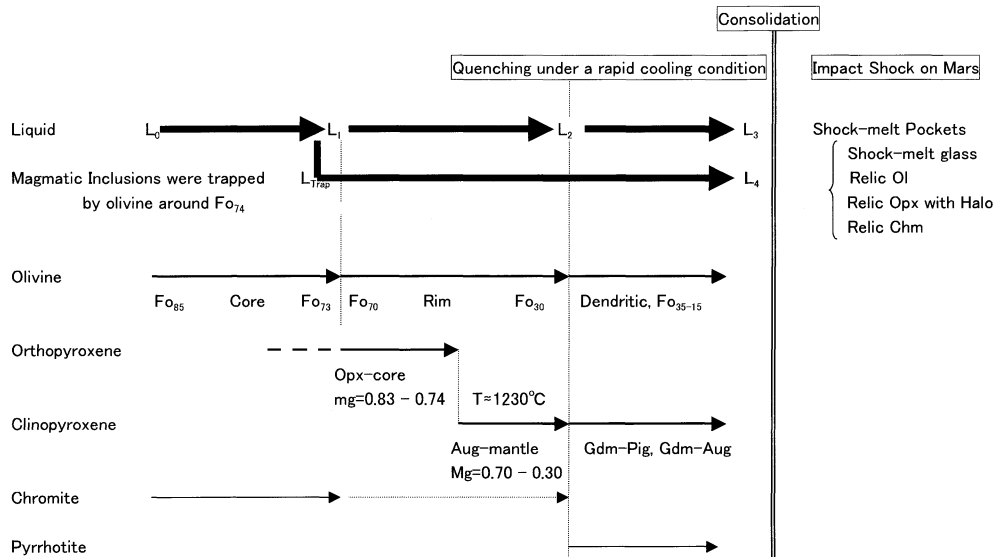 Consolidation
Quenching under a rapid cooling condition
Impact Shock on Mars
Liquid L₀ L₁ L₂ L₃
Shock-melt Pockets
Shock-melt glass
Magmatic Inclusions were trapped L_Trap L₄
Relic Ol
by olivine around Fo₇₄
Relic Opx with Halo
Relic Chm
Olivine
Fo₈₅ Core Fo₇₃ Fo₇₀ Rim Fo₃₀ Dendritic, Fo₃₅₋₁₅
Orthopyroxene
Opx-core
mg=0.83 - 0.74 T≈1230°C
Clinopyroxene
Aug-mantle Gdm-Pig, Gdm-Aug
Mg=0.70 - 0.30
Chromite
Pyrrhotite